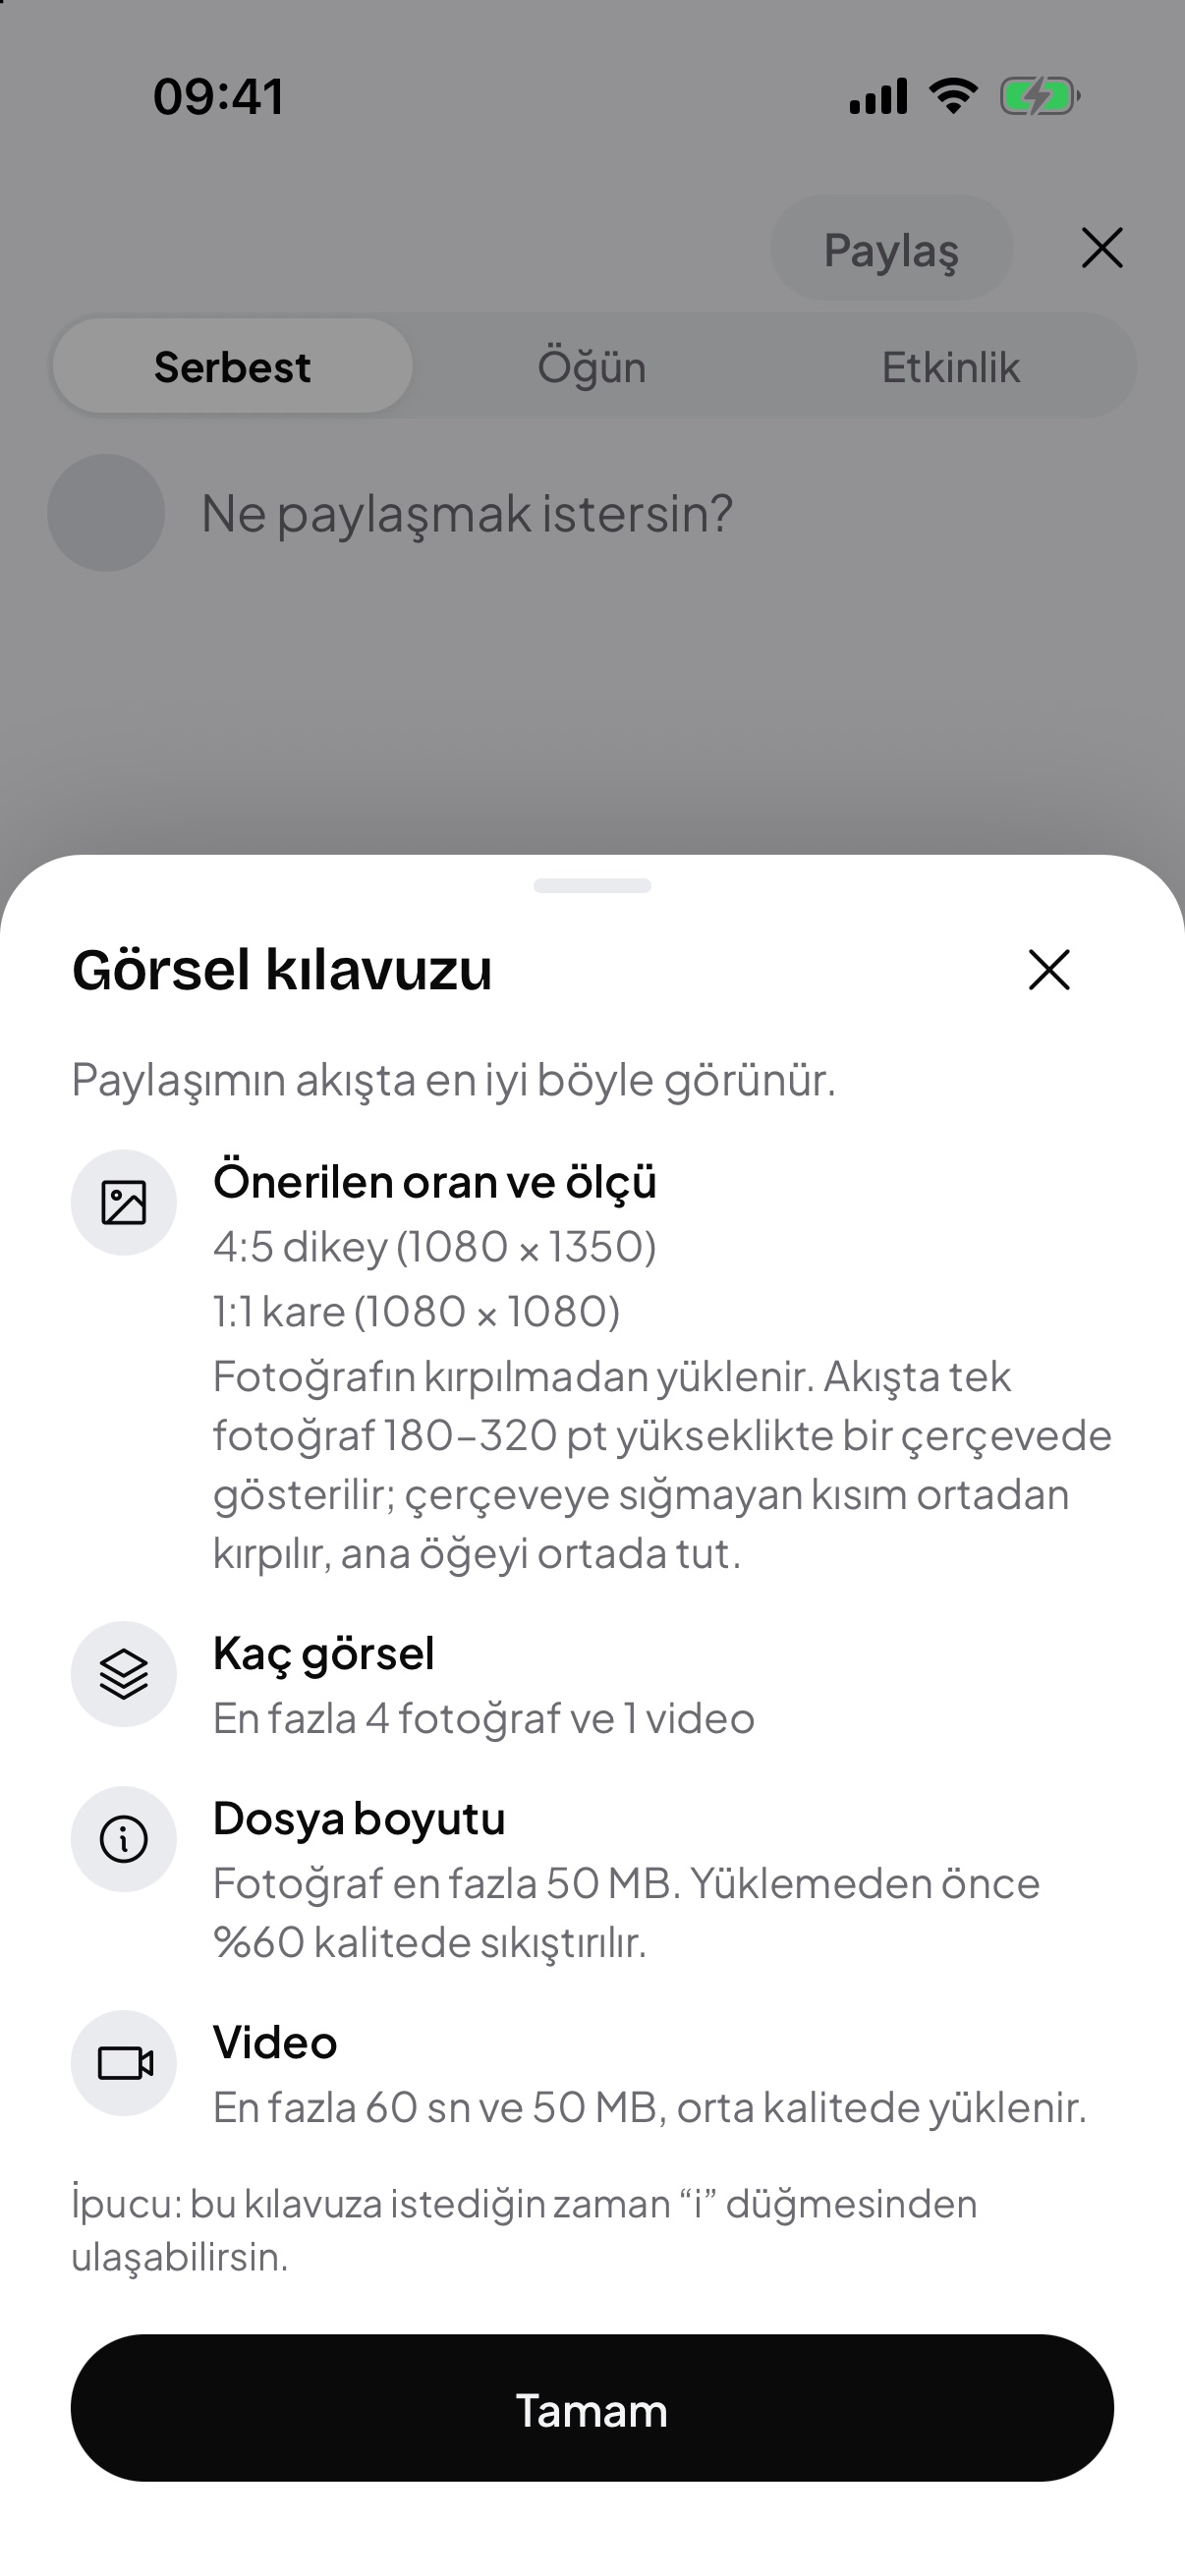 09:41
Paylaş
Serbest
Öğün
Etkinlik
Ne paylaşmak istersin?
Görsel kılavuzu
Paylaşımın akışta en iyi böyle görünür.
Önerilen oran ve ölçü
4:5 dikey (1080 × 1350)
1:1 kare (1080 × 1080)
Fotoğrafın kırpılmadan yüklenir. Akışta tek
fotoğraf 180–320 pt yükseklikte bir çerçevede
gösterilir; çerçeveye sığmayan kısım ortadan
kırpılır, ana öğeyi ortada tut.
Kaç görsel
En fazla 4 fotoğraf ve 1 video
Dosya boyutu
Fotoğraf en fazla 50 MB. Yüklemeden önce
%60 kalitede sıkıştırılır.
Video
En fazla 60 sn ve 50 MB, orta kalitede yüklenir.
İpucu: bu kılavuza istediğin zaman “i” düğmesinden
ulaşabilirsin.
Tamam